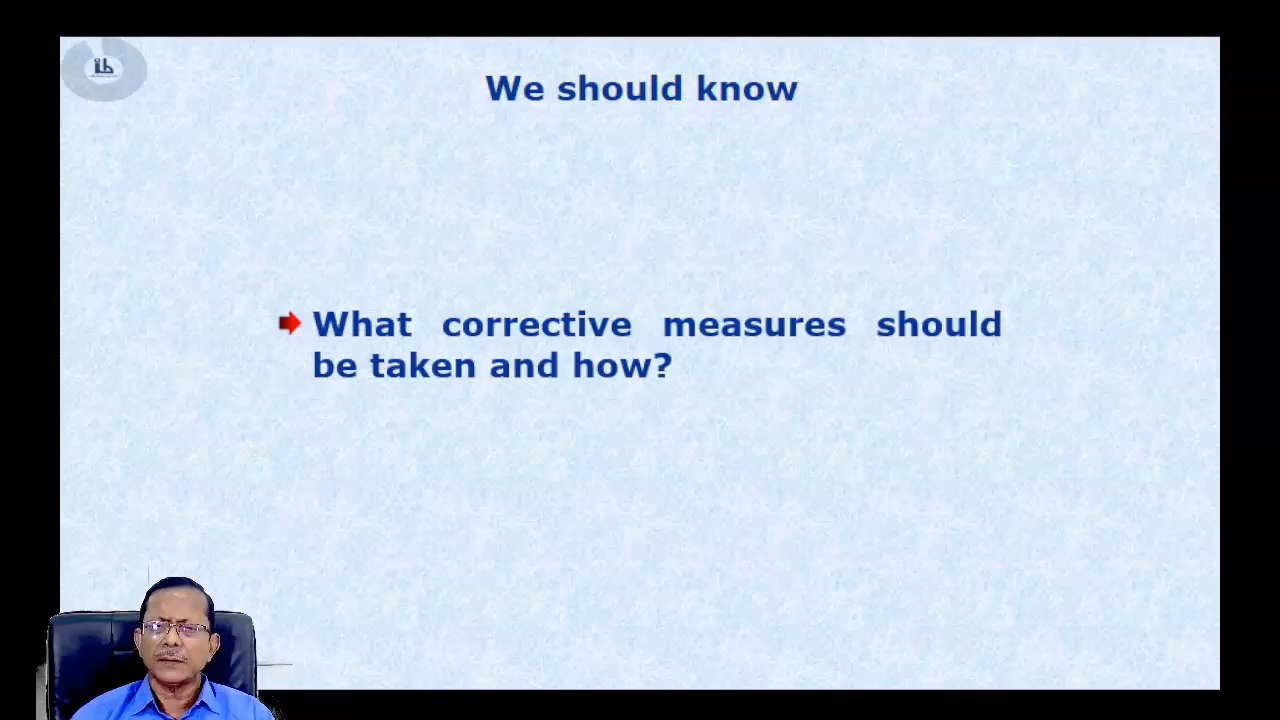 We should know
What corrective measures should
be taken and how?